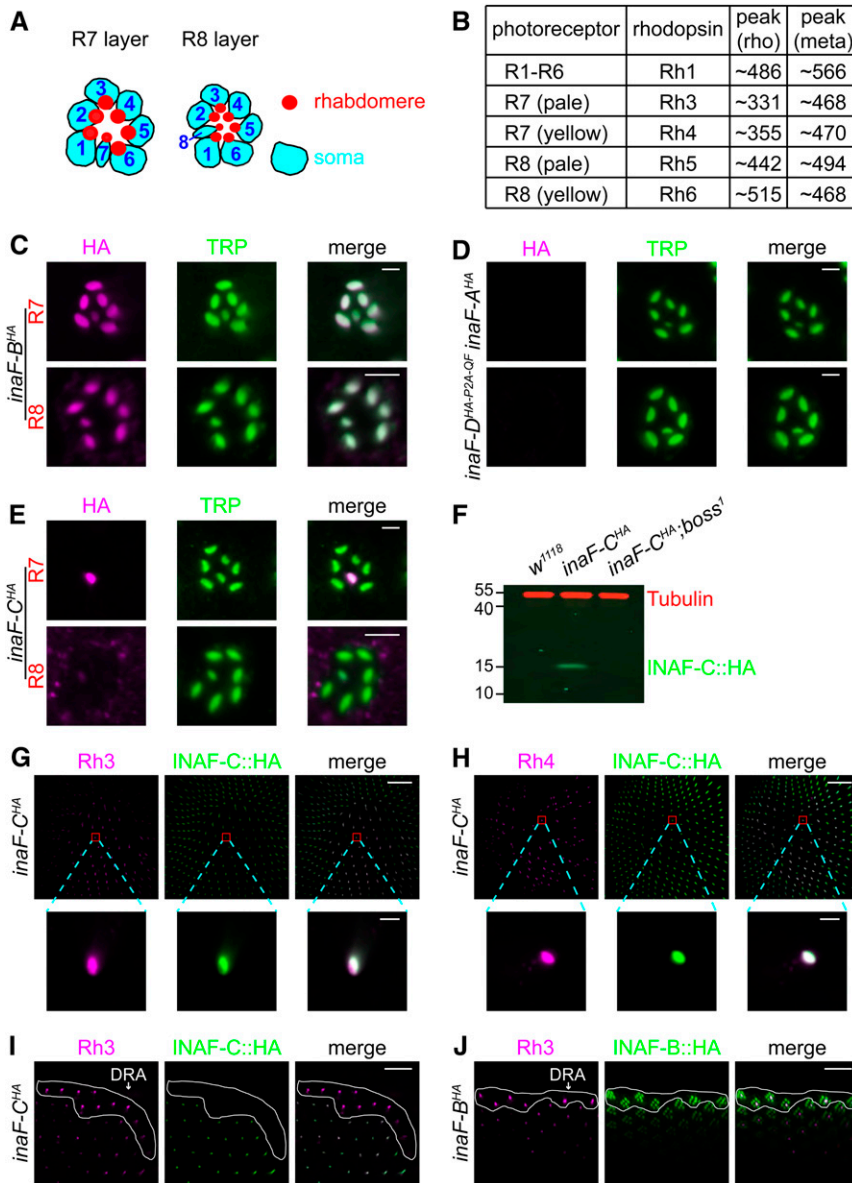 A
R7 layer
R8 layer
3
2
4
1
5
7
6
3
2
4
8
5
1
6
rhabdomere
soma
B
photoreceptor rhodopsin peak (rho) peak (meta)
R1-R6 Rh1 ~486 ~566
R7 (pale) Rh3 ~331 ~468
R7 (yellow) Rh4 ~355 ~470
R8 (pale) Rh5 ~442 ~494
R8 (yellow) Rh6 ~515 ~468
C
HA TRP merge
inaF-B^HA
R7
R8
D
HA TRP merge
inaF-A^HA
inaF-D^HA-P2A-QF
E
HA TRP merge
inaF-C^HA
R7
R8
F
w^1118
inaF-C^HA
inaF-C^HA;boss^1
55
40
15
10
Tubulin
INAF-C::HA
G
Rh3 INAF-C::HA merge
inaF-C^HA
H
Rh4 INAF-C::HA merge
inaF-C^HA
I
Rh3 INAF-C::HA merge
DRA
inaF-C^HA
J
Rh3 INAF-B::HA merge
DRA
inaF-B^HA